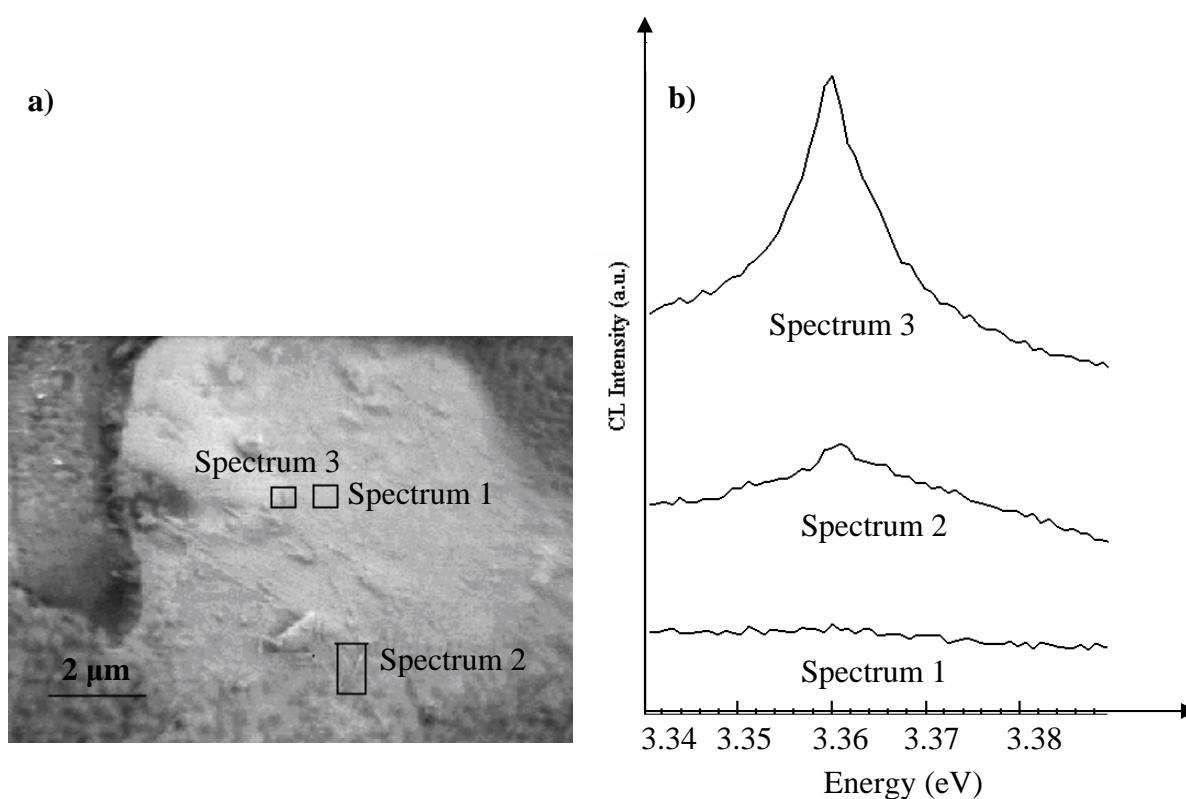 a)
Spectrum 3
Spectrum 1
Spectrum 2
2 μm
b)
CL Intensity (a.u.)
Spectrum 3
Spectrum 2
Spectrum 1
3.34 3.35 3.36 3.37 3.38
Energy (eV)